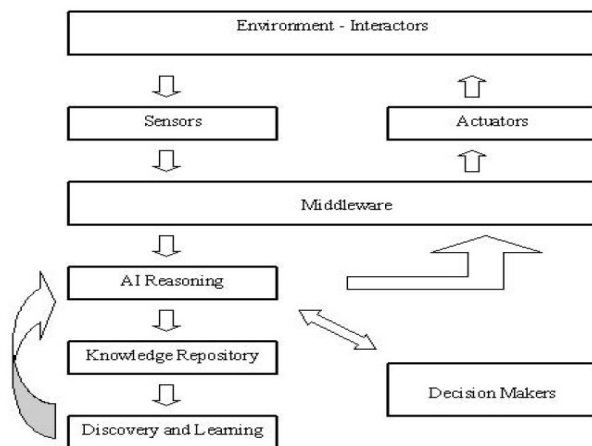 Environment - Interactors
Sensors
Actuators
Middleware
AI Reasoning
Knowledge Repository
Decision Makers
Discovery and Learning